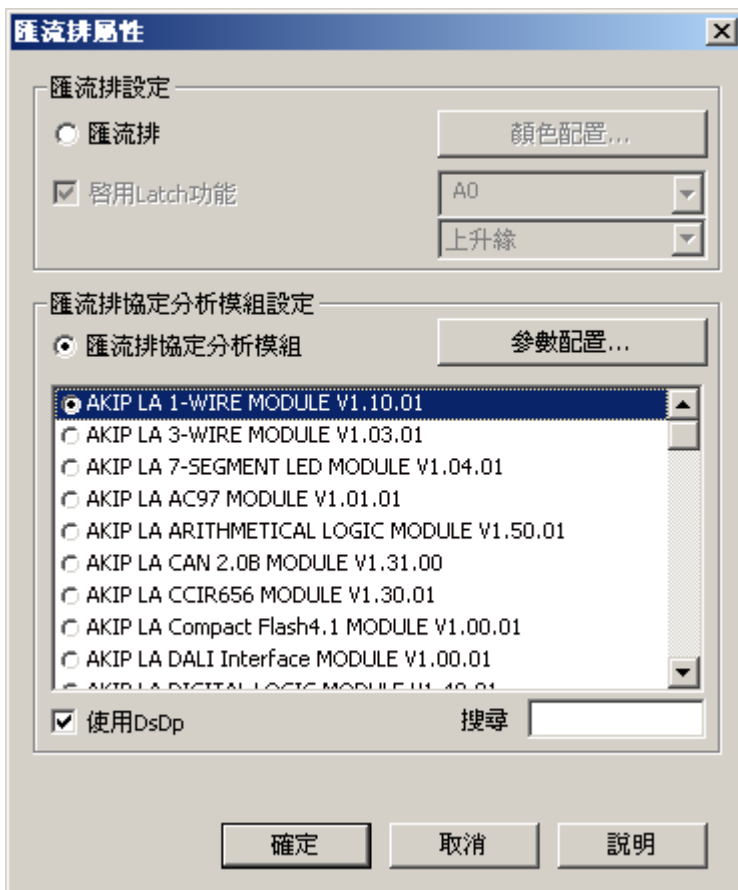 匯流排屬性
匯流排設定
匯流排
顏色配置...
啓用Latch功能
A0
上升緣
匯流排協定分析模組設定
匯流排協定分析模組
參數配置...
AKIP LA 1-WIRE MODULE V1.10.01
AKIP LA 3-WIRE MODULE V1.03.01
AKIP LA 7-SEGMENT LED MODULE V1.04.01
AKIP LA AC97 MODULE V1.01.01
AKIP LA ARITHMETICAL LOGIC MODULE V1.50.01
AKIP LA CAN 2.0B MODULE V1.31.00
AKIP LA CCIR656 MODULE V1.30.01
AKIP LA Compact Flash4.1 MODULE V1.00.01
AKIP LA DALI Interface MODULE V1.00.01
AKIP LA DIGITAL LOGIC MODULE
使用DsDp
搜尋
確定
取消
說明